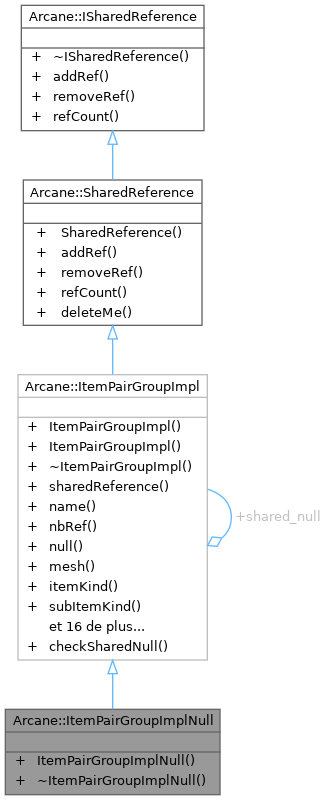 Arcane::ISharedReference
+ ~ISharedReference()
+ addRef()
+ removeRef()
+ refCount()
Arcane::SharedReference
+ SharedReference()
+ addRef()
+ removeRef()
+ refCount()
+ deleteMe()
Arcane::ItemPairGroupImpl
+ ItemPairGroupImpl()
+ ItemPairGroupImpl()
+ ~ItemPairGroupImpl()
+ sharedReference()
+ name()
+ nbRef()
+ null()
+ mesh()
+ itemKind()
+ subItemKind()
et 16 de plus...
+ checkSharedNull()
+shared_null
Arcane::ItemPairGroupImplNull
+ ItemPairGroupImplNull()
+ ~ItemPairGroupImplNull()